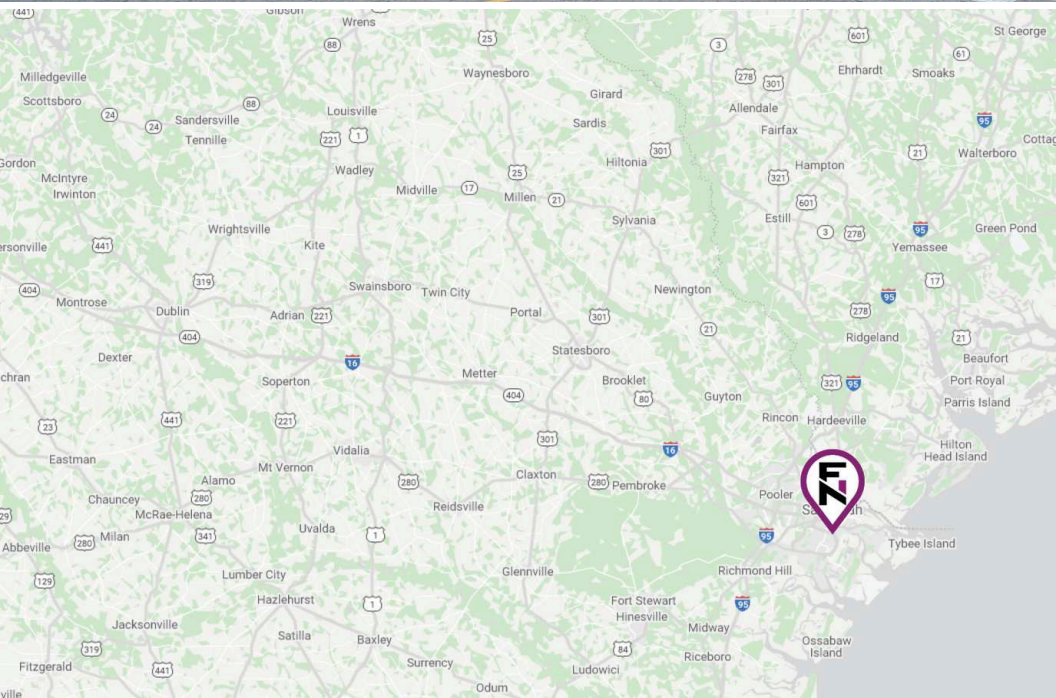 441
Gibson
Wrens
88
25
3
601
St George
61
Milledgeville
Waynesboro
278
301
Ehrhardt
Smoaks
Scottsboro
24
88
Louisville
Girard
Allendale
24
Sandersville
Sardis
95
Tennille
221
1
Fairfax
Gordon
Hiltonia
301
21
Walterboro
Cottag
McIntyre
Wadley
25
Hampton
Irwinton
Midville
17
Millen
21
321
601
Wrightsville
Sylvania
Estill
3
278
95
Green Pond
ersonville
441
Kite
Yemassee
404
319
Swainsboro
Twin City
Newington
95
17
Montrose
Dublin
Adrian
221
Portal
301
278
404
21
Ridgeland
21
Dexter
16
Statesboro
Beaufort
chran
Soperton
Metter
Brooklet
321
95
Port Royal
404
80
Guyton
Parris Island
23
441
221
Rincon
Hardeeville
301
Hilton
Head Island
Eastman
Vidalia
16
Mt Vernon
FN
Alamo
280
Claxton
280
Pembroke
Pooler
Chauncey
280
Reidsville
McRae-Helena
29
Milan
341
Uvalda
1
95
Abbeville
280
Tybee Island
129
Lumber City
Glennville
Richmond Hill
Hazlehurst
1
Fort Stewart
95
Hinesville
Jacksonville
Midway
319
Satilla
Baxley
84
Ossabaw
Island
Fitzgerald
441
Surrency
Riceboro
Ludowici
Odum
ville